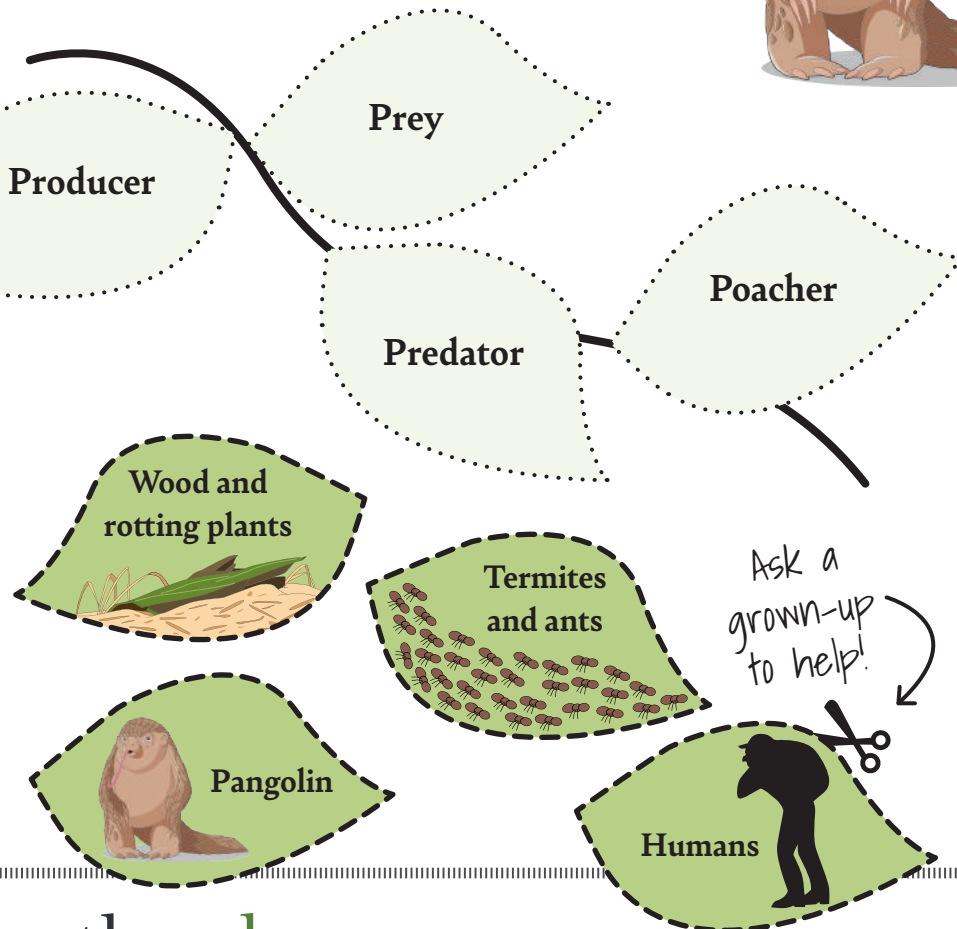 Prey
Producer
Poacher
Predator
Wood and
rotting plants
Termites
and ants
Ask a
grown-up
to help!
Pangolin
Humans